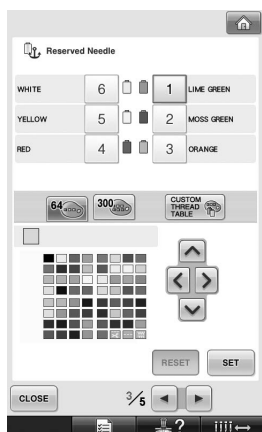 Reserved Needle
WHITE 6 1 LIME GREEN
YELLOW 5 2 MOSS GREEN
RED 4 3 ORANGE
64 300 CUSTOM THREAD TABLE
RESET SET
CLOSE 3/5
?